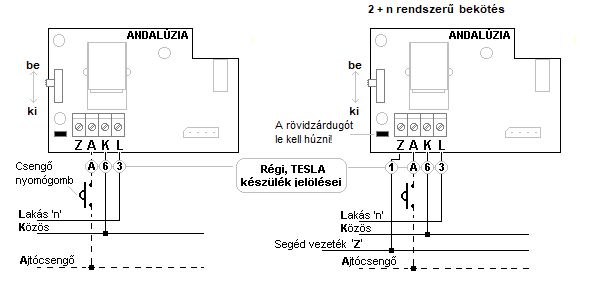 2 + n rendszerű bekötés
ANDALÚZIA
be
ki
Z A K L
A 6 3
Csengő
nyomógomb
Lakás 'n'
Közös
Ajtócsengő
A rövidzárdugót
le kell húzni!
Régi, TESLA
készülék jelölései
ANDALÚZIA
be
ki
Z A K L
1 A 6 3
Lakás 'n'
Közös
Segéd vezeték 'Z'
Ajtócsengő